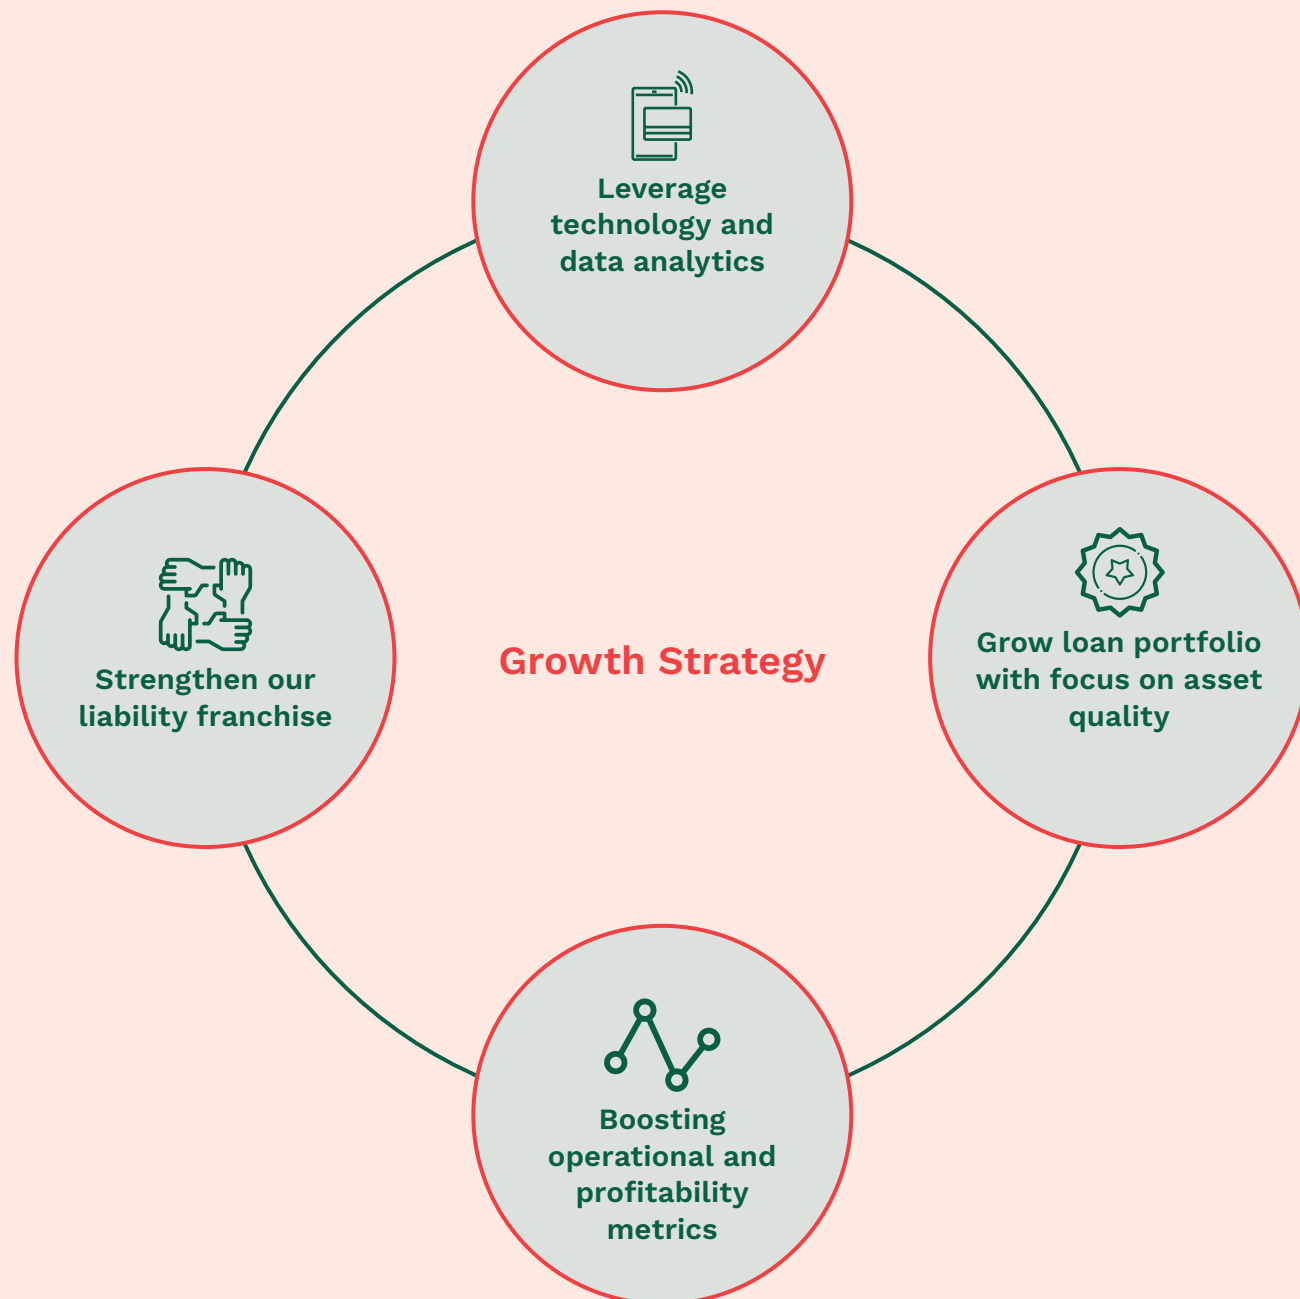 Leverage
technology and
data analytics
Strengthen our
liability franchise
Growth Strategy
Grow loan portfolio
with focus on asset
quality
Boosting
operational and
profitability
metrics